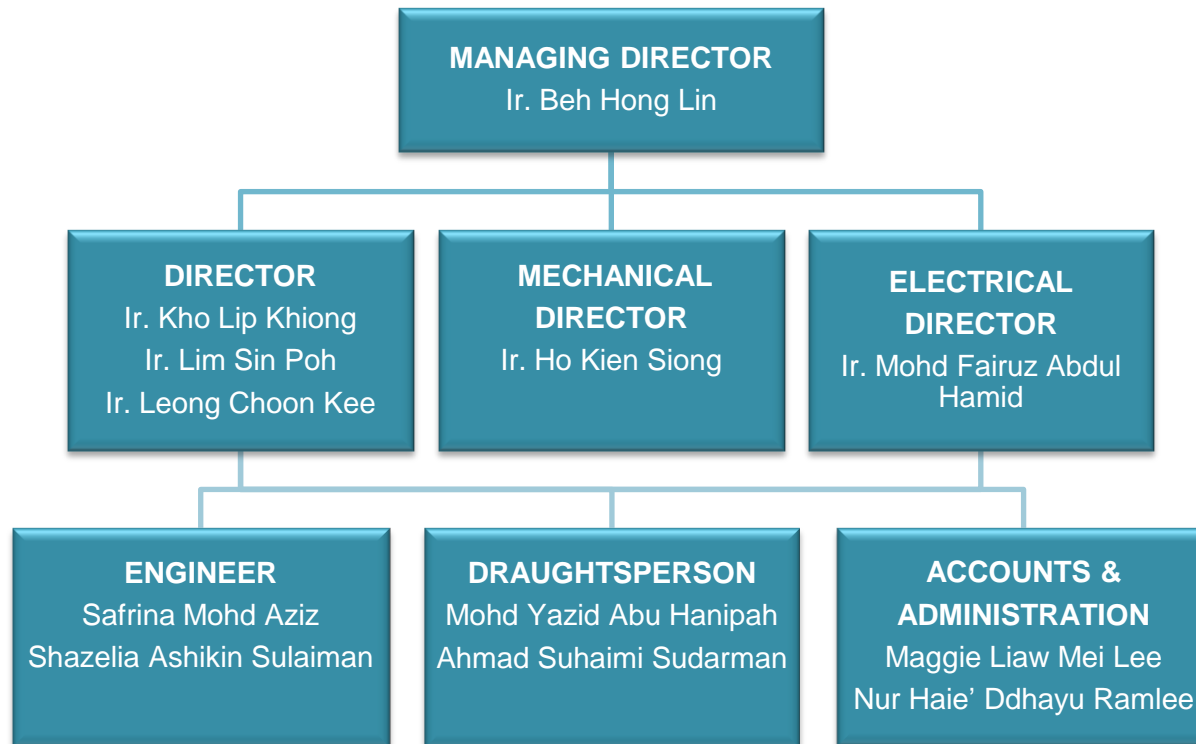 MANAGING DIRECTOR
Ir. Beh Hong Lin
DIRECTOR
Ir. Kho Lip Khiong
Ir. Lim Sin Poh
Ir. Leong Choon Kee
MECHANICAL
DIRECTOR
Ir. Ho Kien Siong
ELECTRICAL
DIRECTOR
Ir. Mohd Fairuz Abdul
Hamid
ENGINEER
Safrina Mohd Aziz
Shazelia Ashikin Sulaiman
DRAUGHTSPERSON
Mohd Yazid Abu Hanipah
Ahmad Suhaimi Sudarman
ACCOUNTS &
ADMINISTRATION
Maggie Liaw Mei Lee
Nur Haie’ Ddhayu Ramlee